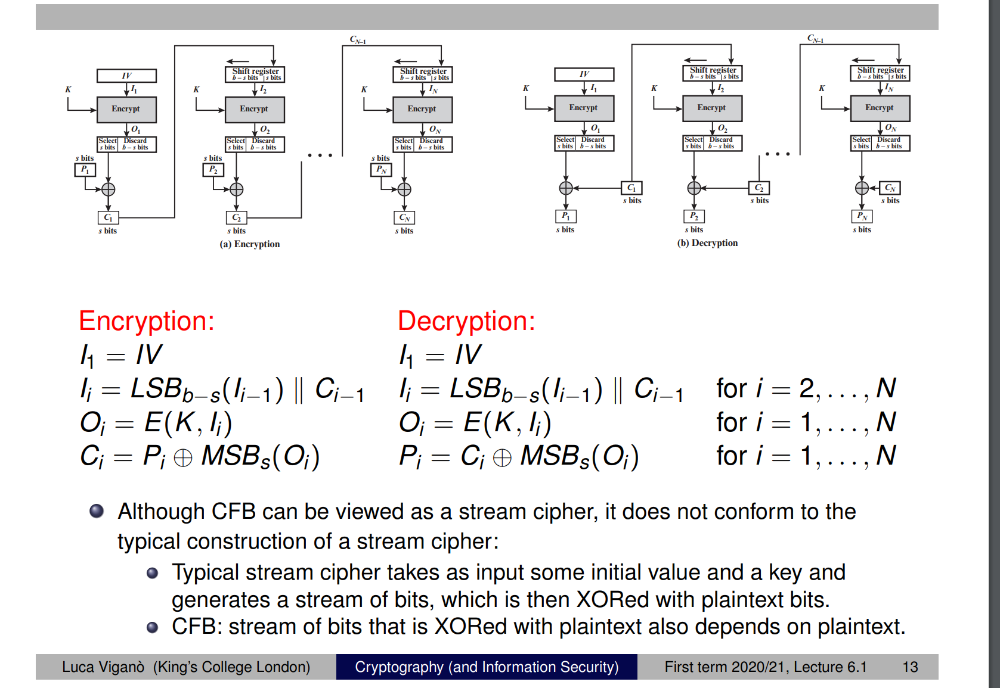 C_{N–1}
IV
Shift register
b – s bits | s bits
Shift register
b – s bits | s bits
K I_1 K I_2 K I_N
Encrypt Encrypt Encrypt
O_1 O_2 O_N
Select Discard
s bits b – s bits
Select Discard
s bits b – s bits
Select Discard
s bits b – s bits
s bits s bits s bits
P_1 P_2 P_N
C_1 C_2 C_N
s bits s bits s bits
(a) Encryption
C_{N–1}
IV
Shift register
b – s bits | s bits
Shift register
b – s bits | s bits
K I_1 K I_2 K I_N
Encrypt Encrypt Encrypt
O_1 O_2 O_N
Select Discard
s bits b – s bits
Select Discard
s bits b – s bits
Select Discard
s bits b – s bits
C_1 C_2 C_N
s bits s bits s bits
P_1 P_2 P_N
s bits s bits s bits
(b) Decryption
Encryption: Decryption:
I_1 = IV I_1 = IV
I_i = LSB_{b−s}(I_{i−1}) ∥ C_{i−1} I_i = LSB_{b−s}(I_{i−1}) ∥ C_{i−1} for i = 2, . . . , N
O_i = E(K, I_i) O_i = E(K, I_i) for i = 1, . . . , N
C_i = P_i ⊕ MSB_s(O_i) P_i = C_i ⊕ MSB_s(O_i) for i = 1, . . . , N
Although CFB can be viewed as a stream cipher, it does not conform to the
typical construction of a stream cipher:
Typical stream cipher takes as input some initial value and a key and
generates a stream of bits, which is then XORed with plaintext bits.
CFB: stream of bits that is XORed with plaintext also depends on plaintext.
Luca Viganò (King's College London) Cryptography (and Information Security) First term 2020/21, Lecture 6.1 13